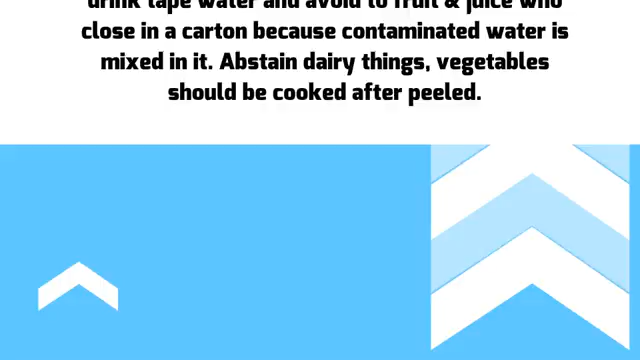 drink tape water and avoid to fruit & juice who
close in a carton because contaminated water is
mixed in it. Abstain dairy things, vegetables
should be cooked after peeled.